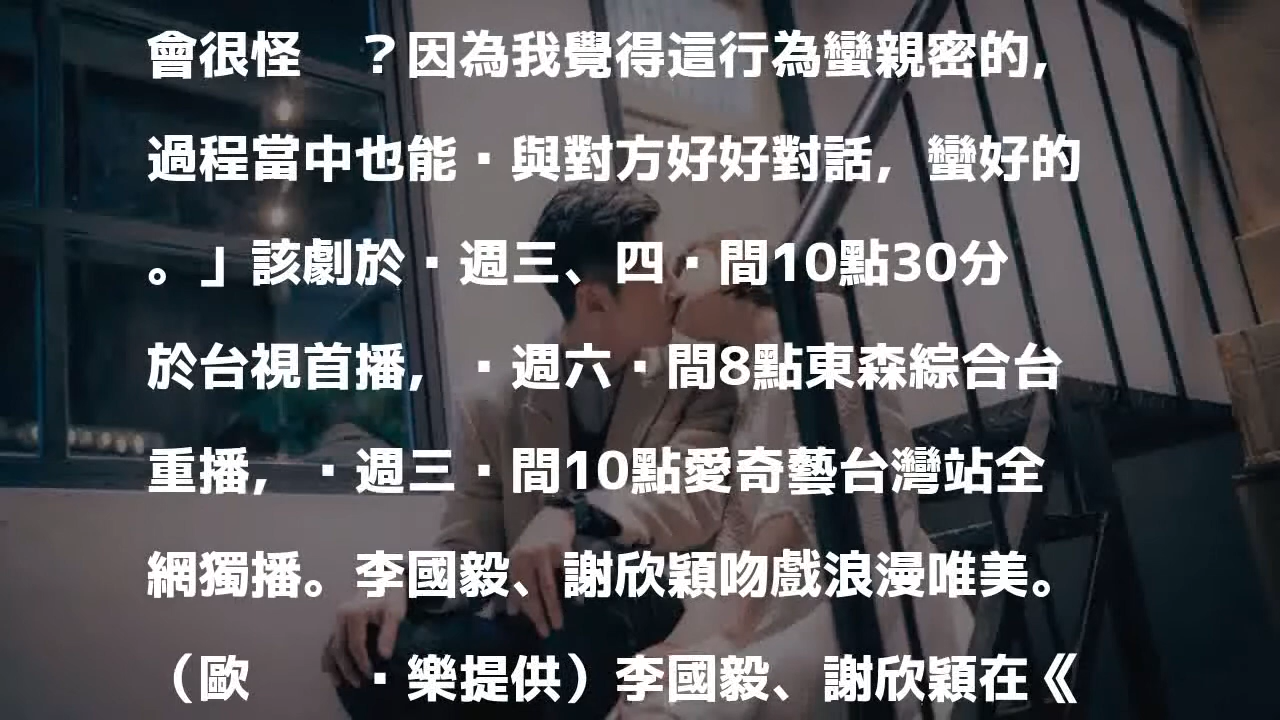 會很怪 ？因為我覺得這行為蠻親密的，
過程當中也能·與對方好好對話，蠻好的
。」該劇於·週三、四·間10點30分
於台視首播，·週六·間8點東森綜合台
重播，·週三·間10點愛奇藝台灣站全
網獨播。李國毅、謝欣穎吻戲浪漫唯美。
（歐 ·樂提供）李國毅、謝欣穎在《